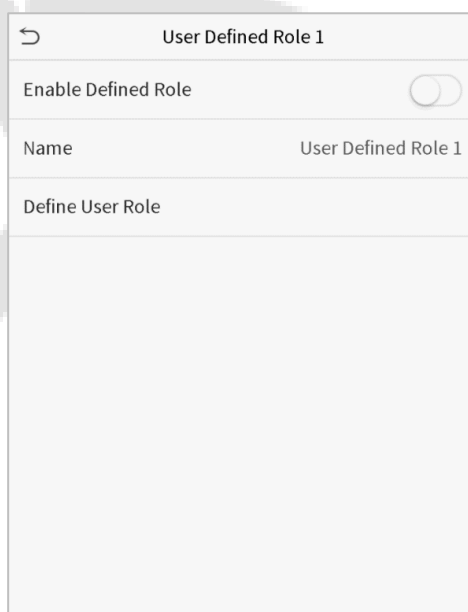 User Defined Role 1
Enable Defined Role
Name User Defined Role 1
Define User Role